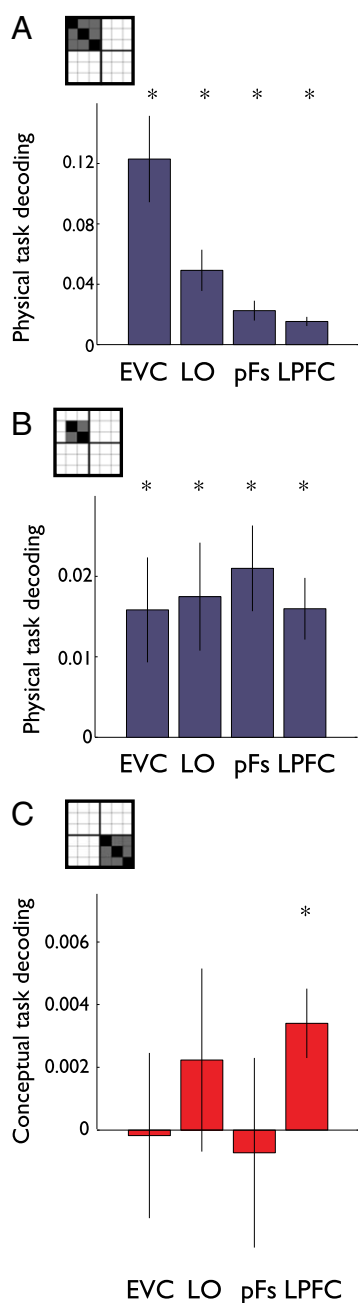 A
* * * *
Physical task decoding
0.12
0.08
0.04
0
EVC LO pFs LPFC
B
* * * *
Physical task decoding
0.02
0.01
0
EVC LO pFs LPFC
C
*
Conceptual task decoding
0.006
0.004
0.002
0
EVC LO pFs LPFC